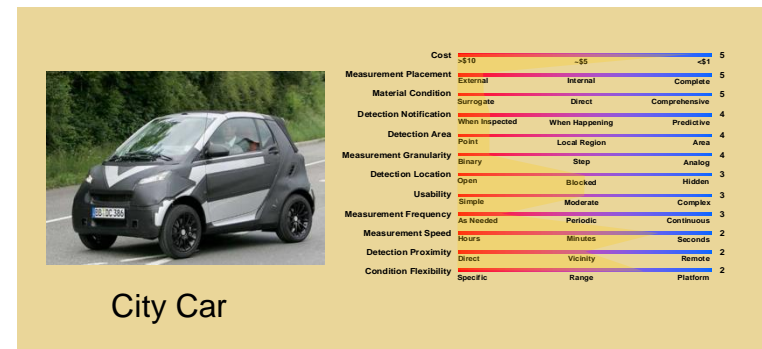 Cost 5
>$10 ~$5 <$1
Measurement Placement 5
External Internal Complete
Material Condition 5
Surrogate Direct Comprehensive
Detection Notification 4
When Inspected When Happening Predictive
Detection Area 4
Point Local Region Area
Measurement Granularity 4
Binary Step Analog
Detection Location 3
Open Blocked Hidden
Usability 3
Simple Moderate Complex
Measurement Frequency 3
As Needed Periodic Continuous
Measurement Speed 2
Hours Minutes Seconds
Detection Proximity 2
Direct Vicinity Remote
Condition Flexibility 2
Specific Range Platform
BB DC 386
City Car